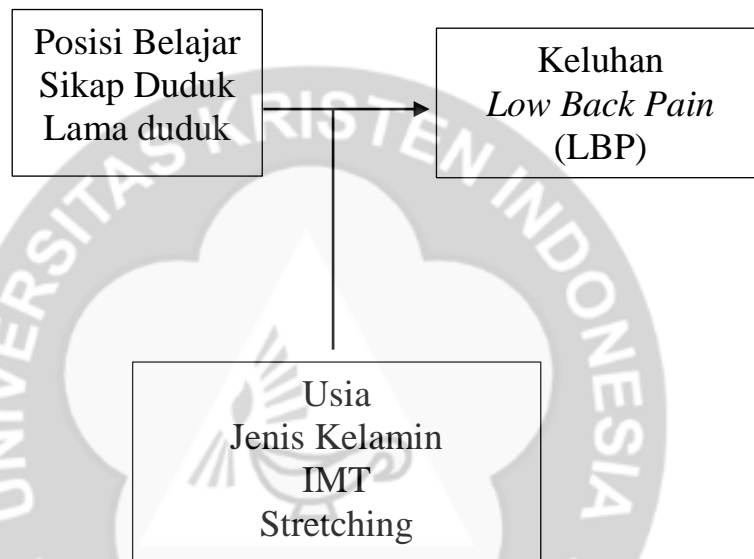 Posisi Belajar
Sikap Duduk
Lama duduk
Keluhan
Low Back Pain
(LBP)
Usia
Jenis Kelamin
IMT
Stretching
UNIVERSITAS KRISTEN INDONESIA